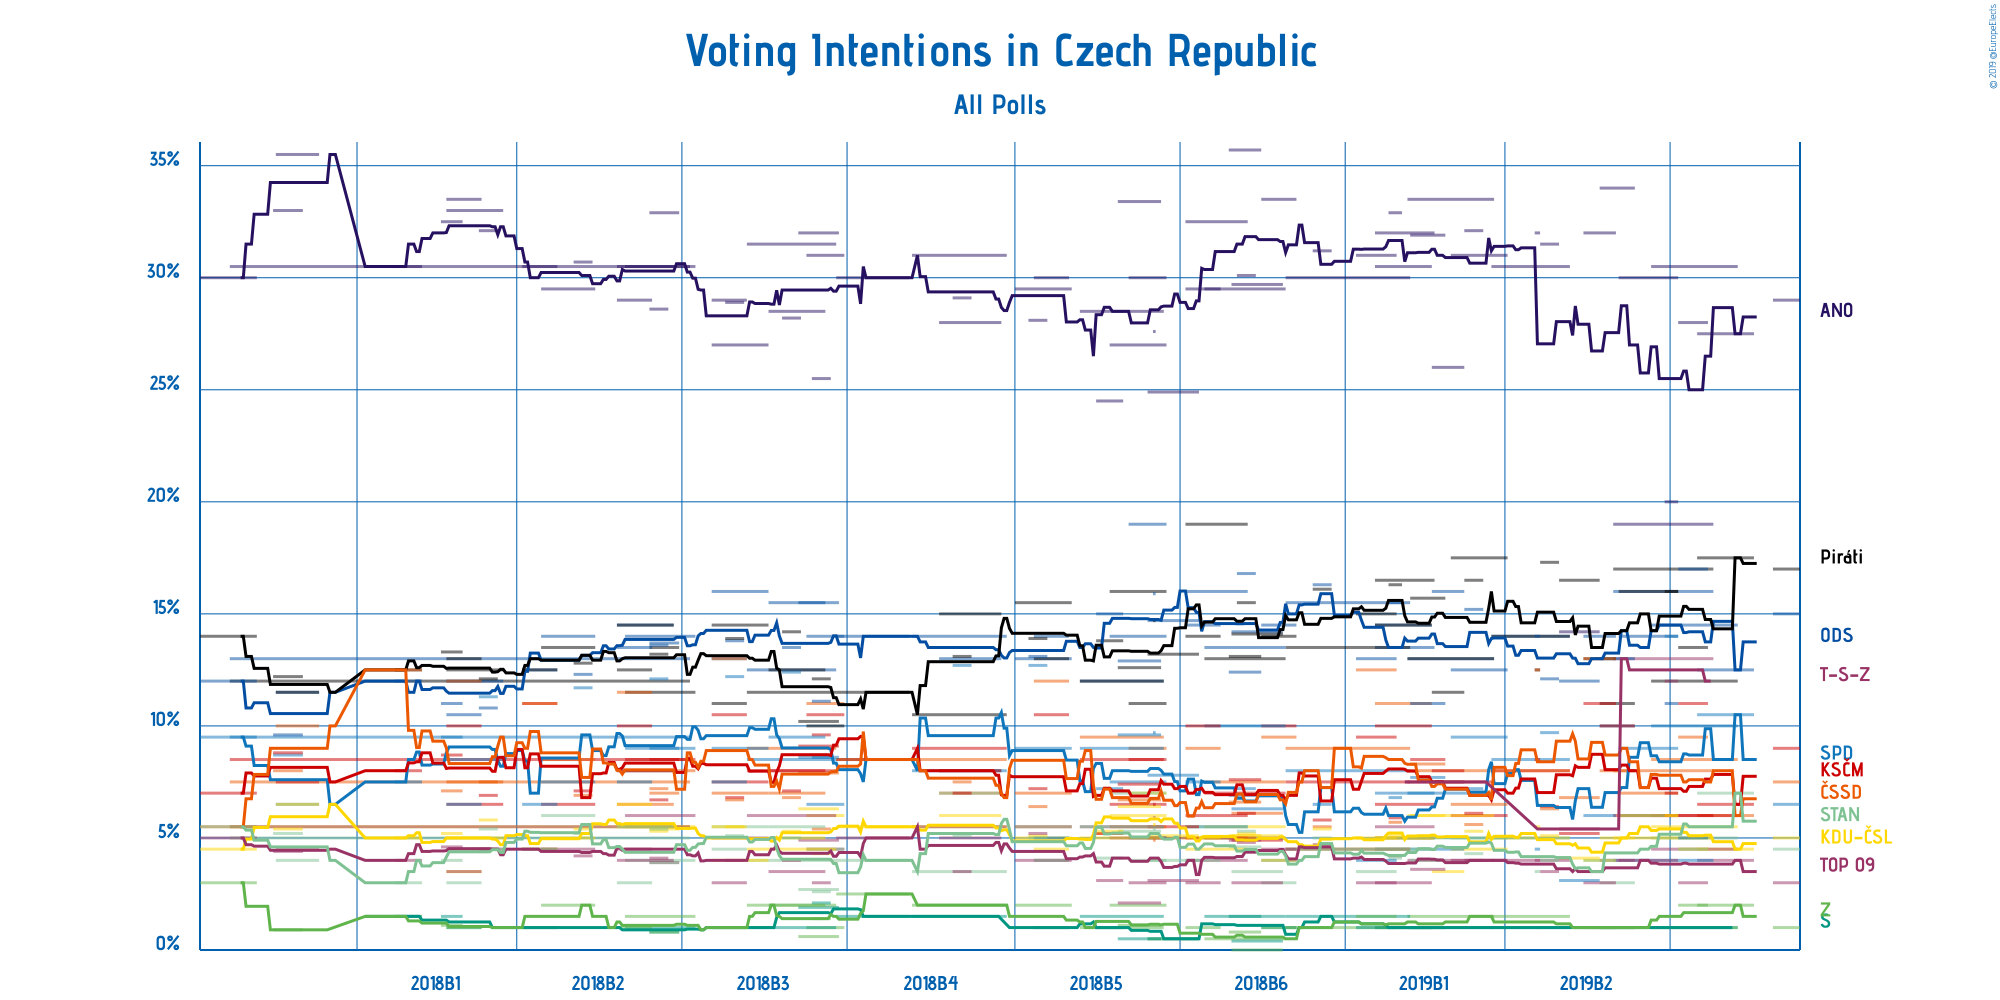 © 2019 @EuropeElects
Voting Intentions in Czech Republic
All Polls
35%
30%
25%
20%
15%
10%
5%
0%
ANO
Piráti
ODS
T-S-Z
SPD
KSČM
ČSSD
STAN
KDU-ČSL
TOP 09
Z
S
2018B1 2018B2 2018B3 2018B4 2018B5 2018B6 2019B1 2019B2